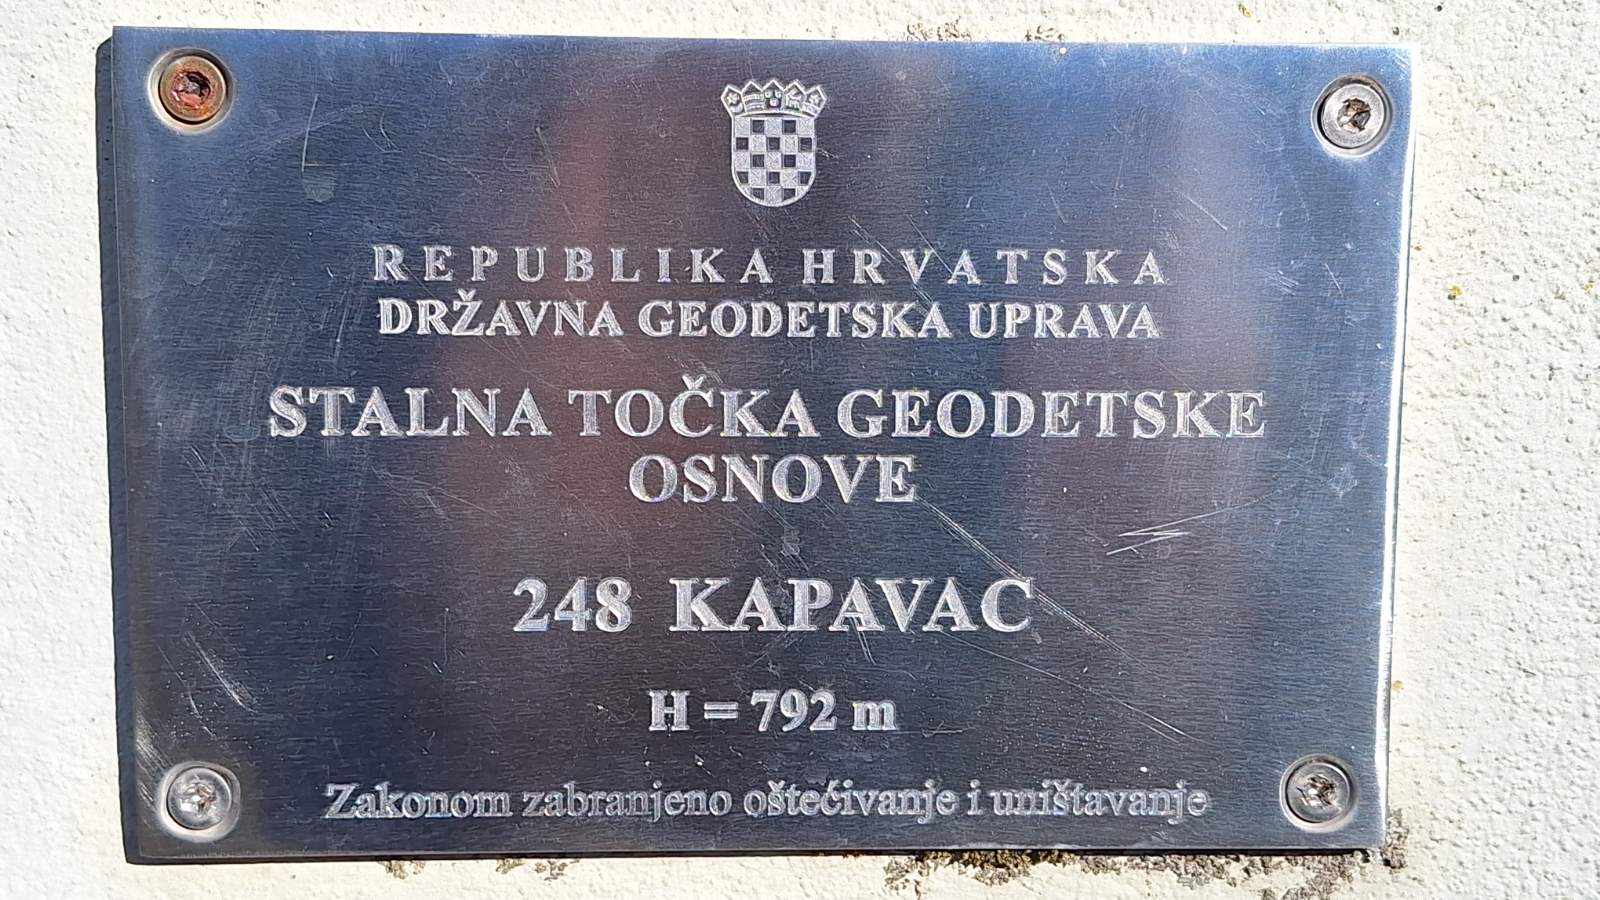 REPUBLIKA HRVATSKA
DRŽAVNA GEODETSKA UPRAVA
STALNA TOČKA GEODETSKE
OSNOVE
248 KAPAVAC
H = 792 m
Zakonom zabranjeno oštećivanje i uništavanje